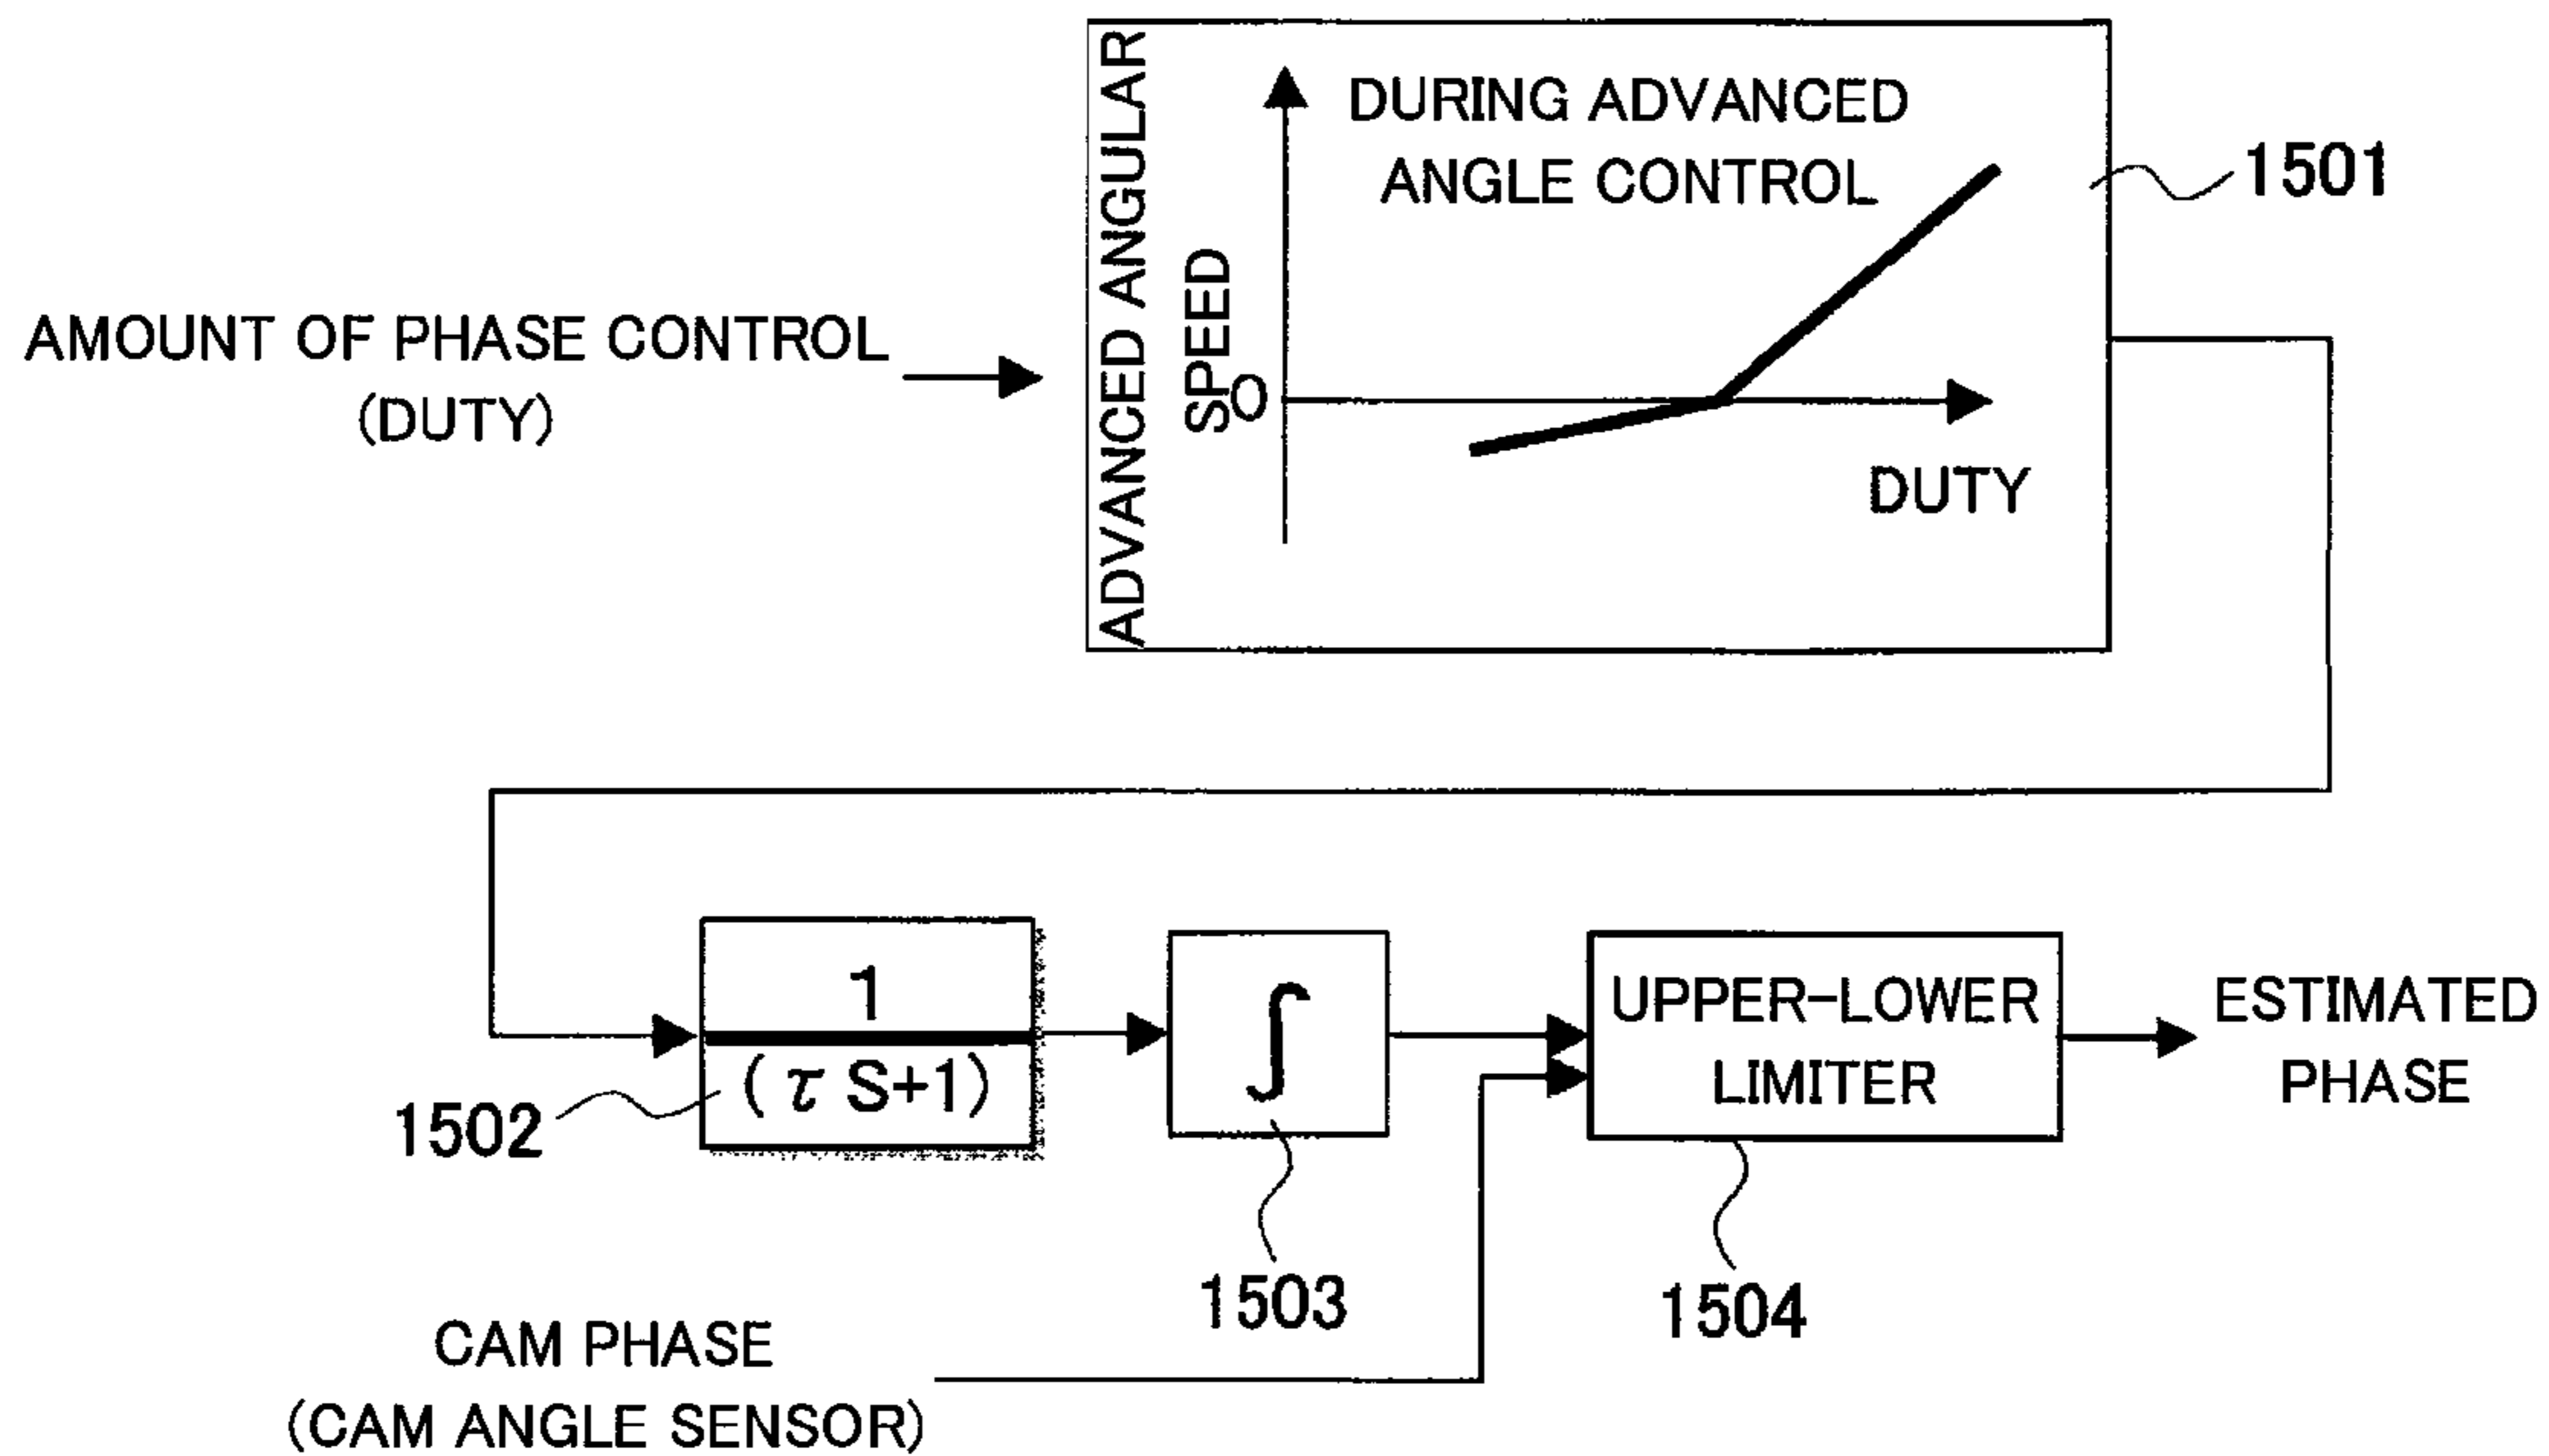 ADVANCED ANGULAR
SPEED
DURING ADVANCED
ANGLE CONTROL
1501
AMOUNT OF PHASE CONTROL
(DUTY)
0
DUTY
1
(τ S+1)
1502
∫
1503
UPPER-LOWER
LIMITER
1504
ESTIMATED
PHASE
CAM PHASE
(CAM ANGLE SENSOR)